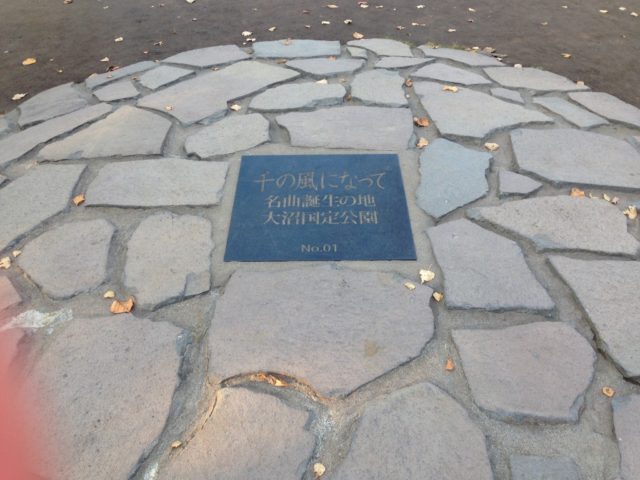 千の風になって
名曲誕生の地
大沼国定公園
No.01